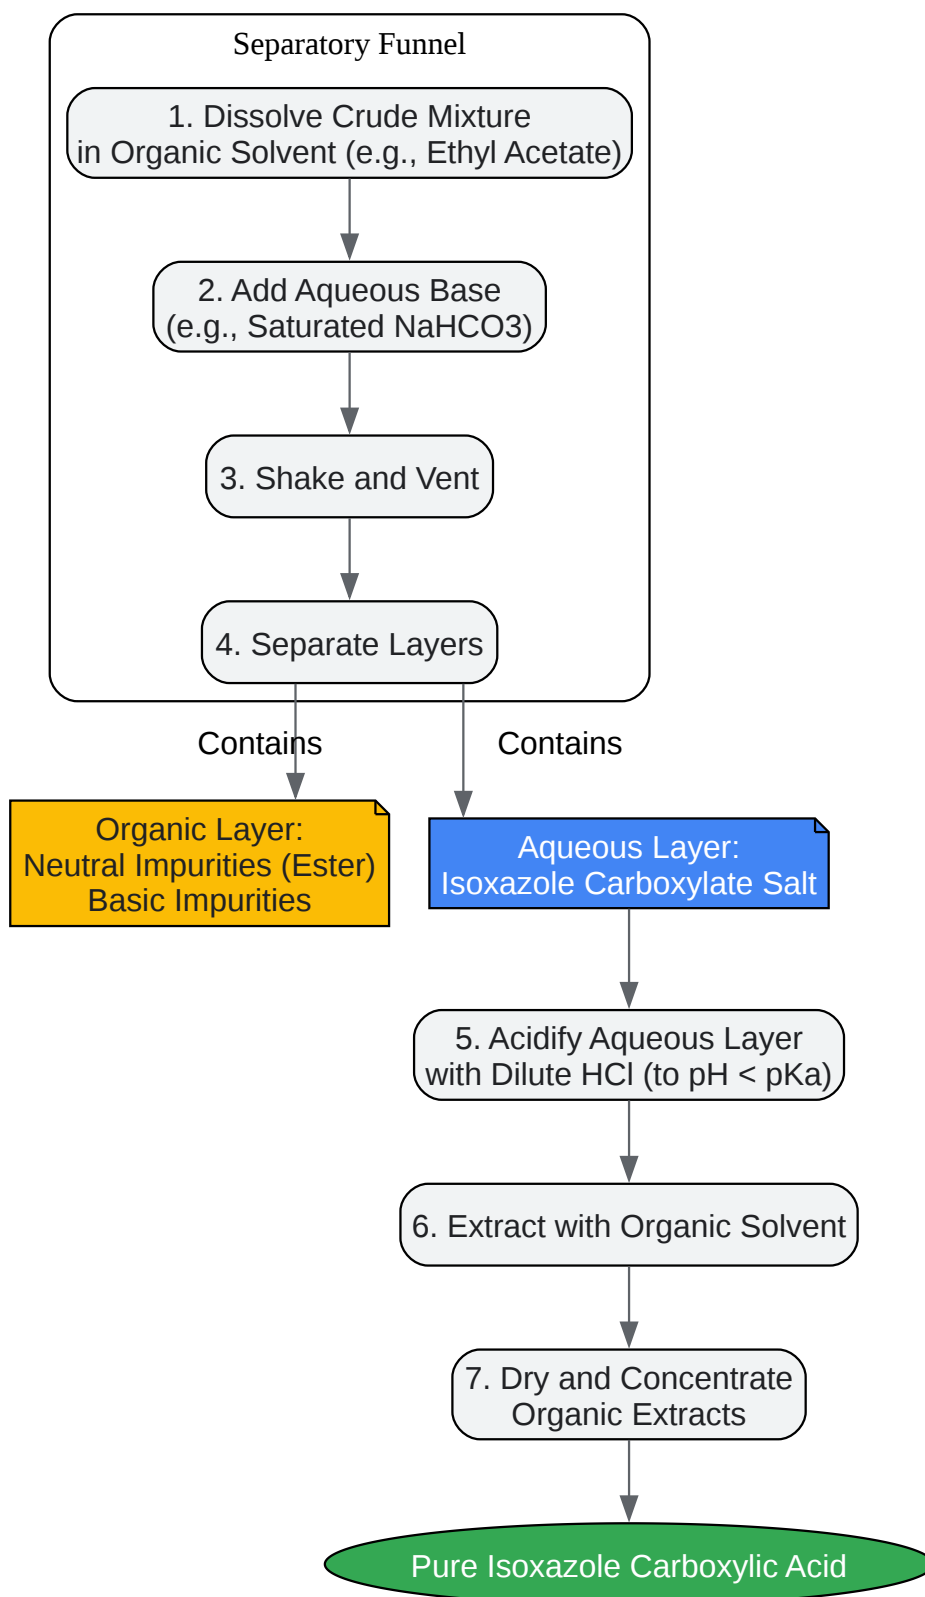 Separatory Funnel
1. Dissolve Crude Mixture
in Organic Solvent (e.g., Ethyl Acetate)
2. Add Aqueous Base
(e.g., Saturated NaHCO3)
3. Shake and Vent
4. Separate Layers
Contains
Contains
Organic Layer:
Neutral Impurities (Ester)
Basic Impurities
Aqueous Layer:
Isoxazole Carboxylate Salt
5. Acidify Aqueous Layer
with Dilute HCl (to pH < pKa)
6. Extract with Organic Solvent
7. Dry and Concentrate
Organic Extracts
Pure Isoxazole Carboxylic Acid